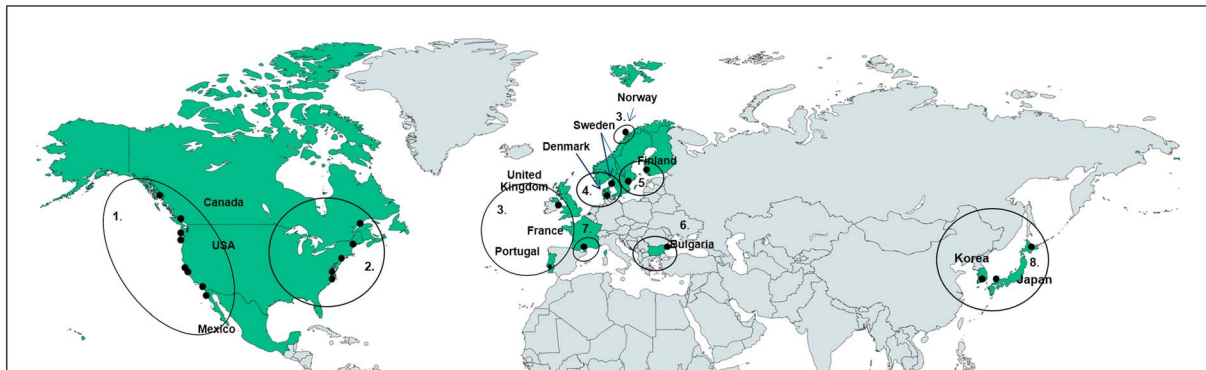 Norway
3.
Sweden
Denmark
Finland
United
Kingdom
4.
5.
1.
Canada
3.
France
7.
6.
Bulgaria
USA
Portugal
2.
Korea
8.
Japan
Mexico